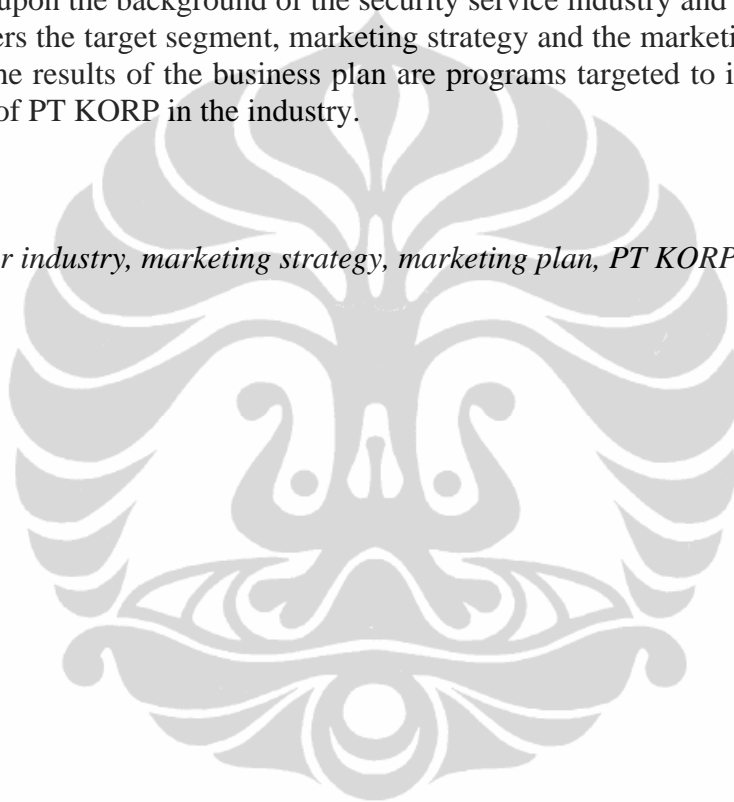 upon the background of the security service industry and
ers the target segment, marketing strategy and the marketi
he results of the business plan are programs targeted to i
of PT KORP in the industry.
r industry, marketing strategy, marketing plan, PT KORP